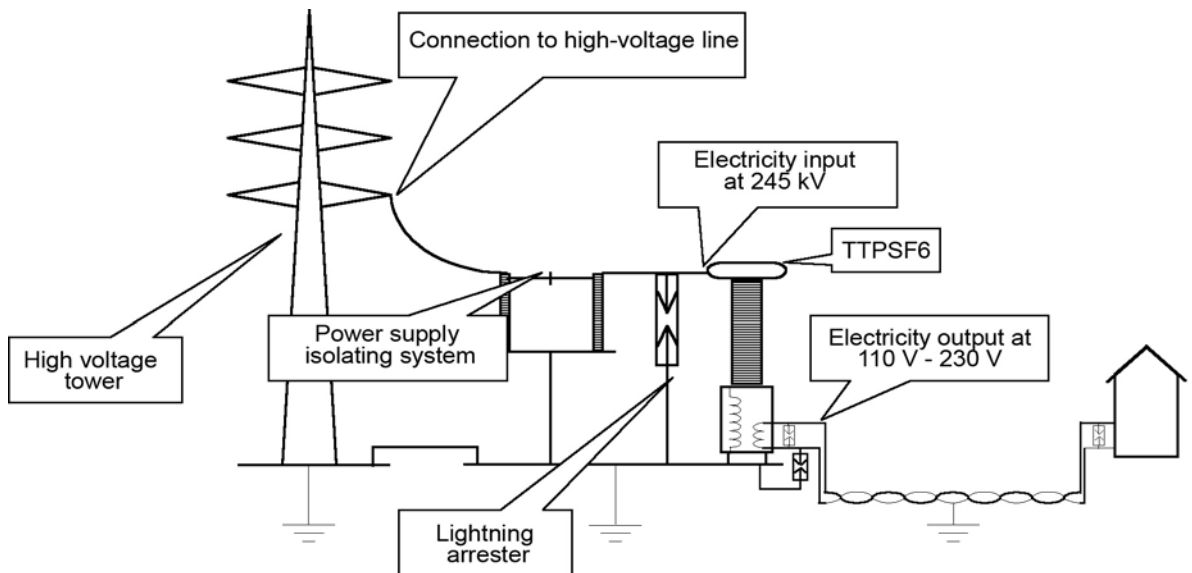 Connection to high-voltage line
Electricity input
at 245 kV
TTPSF6
Power supply
isolating system
Electricity output at
110 V - 230 V
High voltage
tower
Lightning
arrester